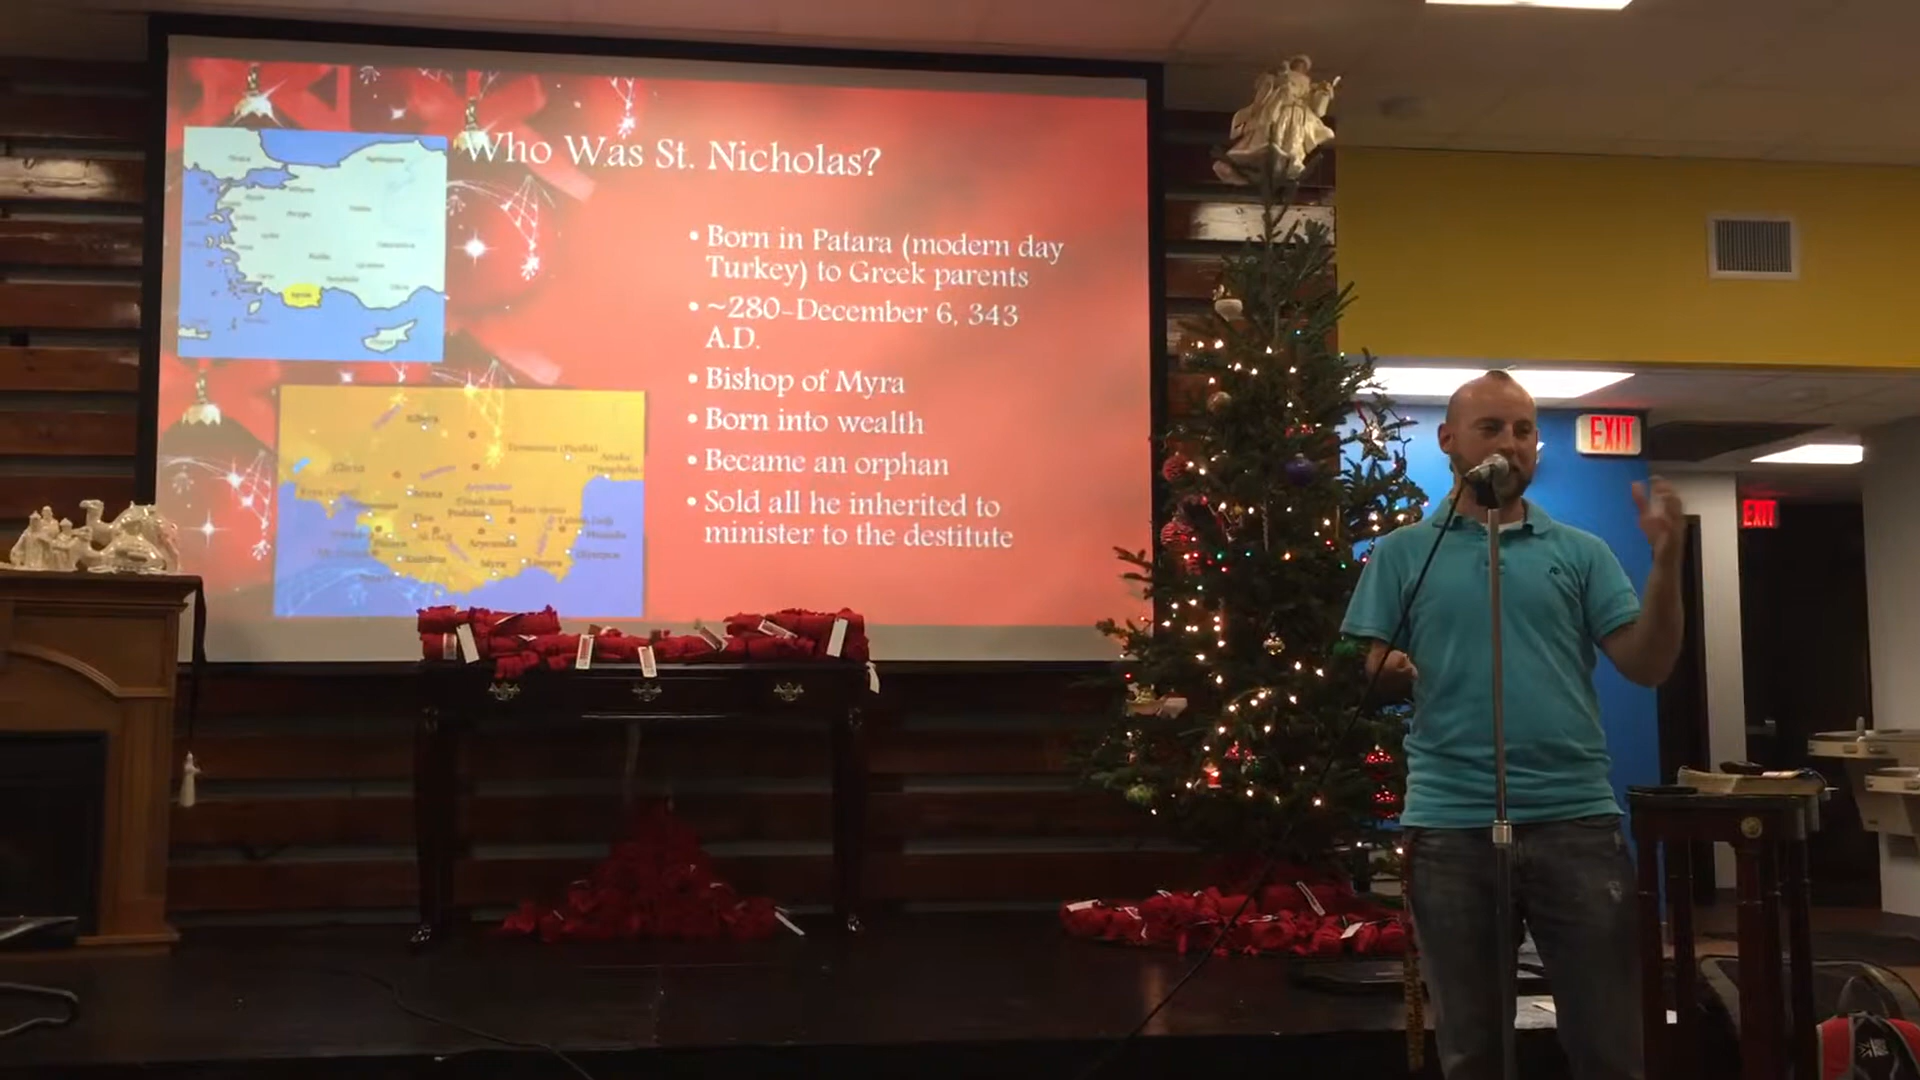 Who Was St. Nicholas?
• Born in Patara (modern day
Turkey) to Greek parents
• ~280-December 6, 343
A.D.
• Bishop of Myra
• Born into wealth
• Became an orphan
• Sold all he inherited to
minister to the destitute
Myra
EXIT
EXIT